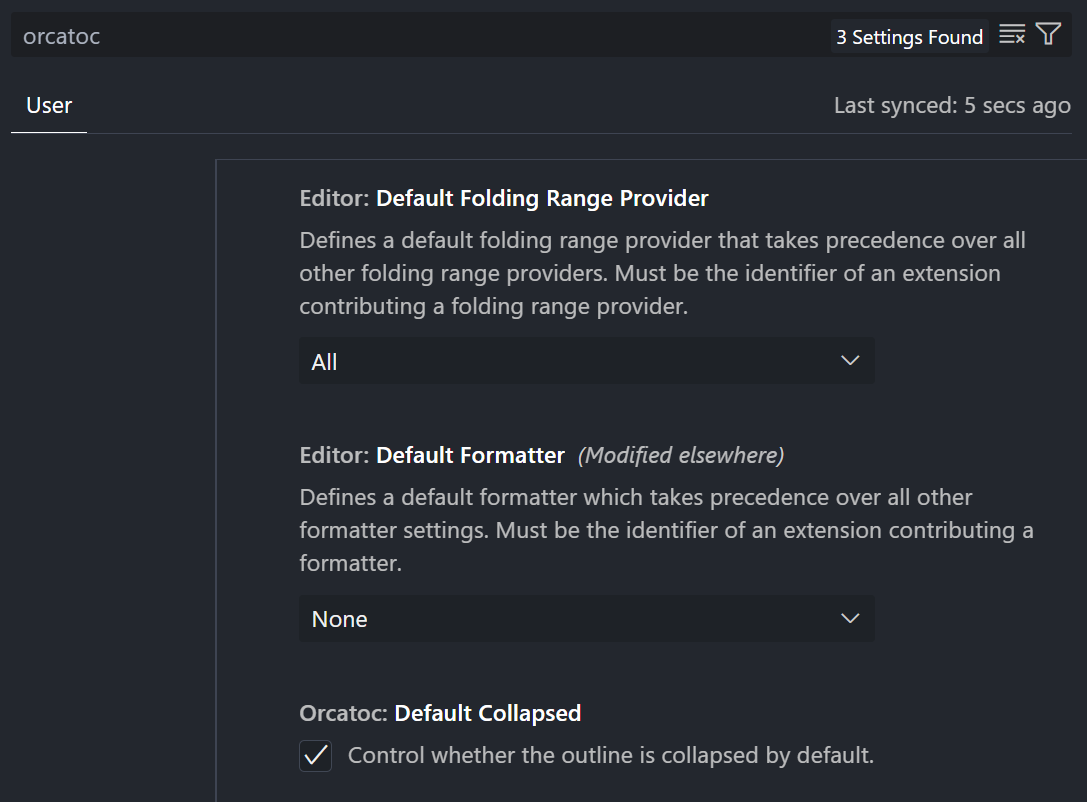 orcatoc
3 Settings Found
User
Last synced: 5 secs ago
Editor: Default Folding Range Provider
Defines a default folding range provider that takes precedence over all
other folding range providers. Must be the identifier of an extension
contributing a folding range provider.
All
Editor: Default Formatter (Modified elsewhere)
Defines a default formatter which takes precedence over all other
formatter settings. Must be the identifier of an extension contributing a
formatter.
None
Orcatoc: Default Collapsed
Control whether the outline is collapsed by default.